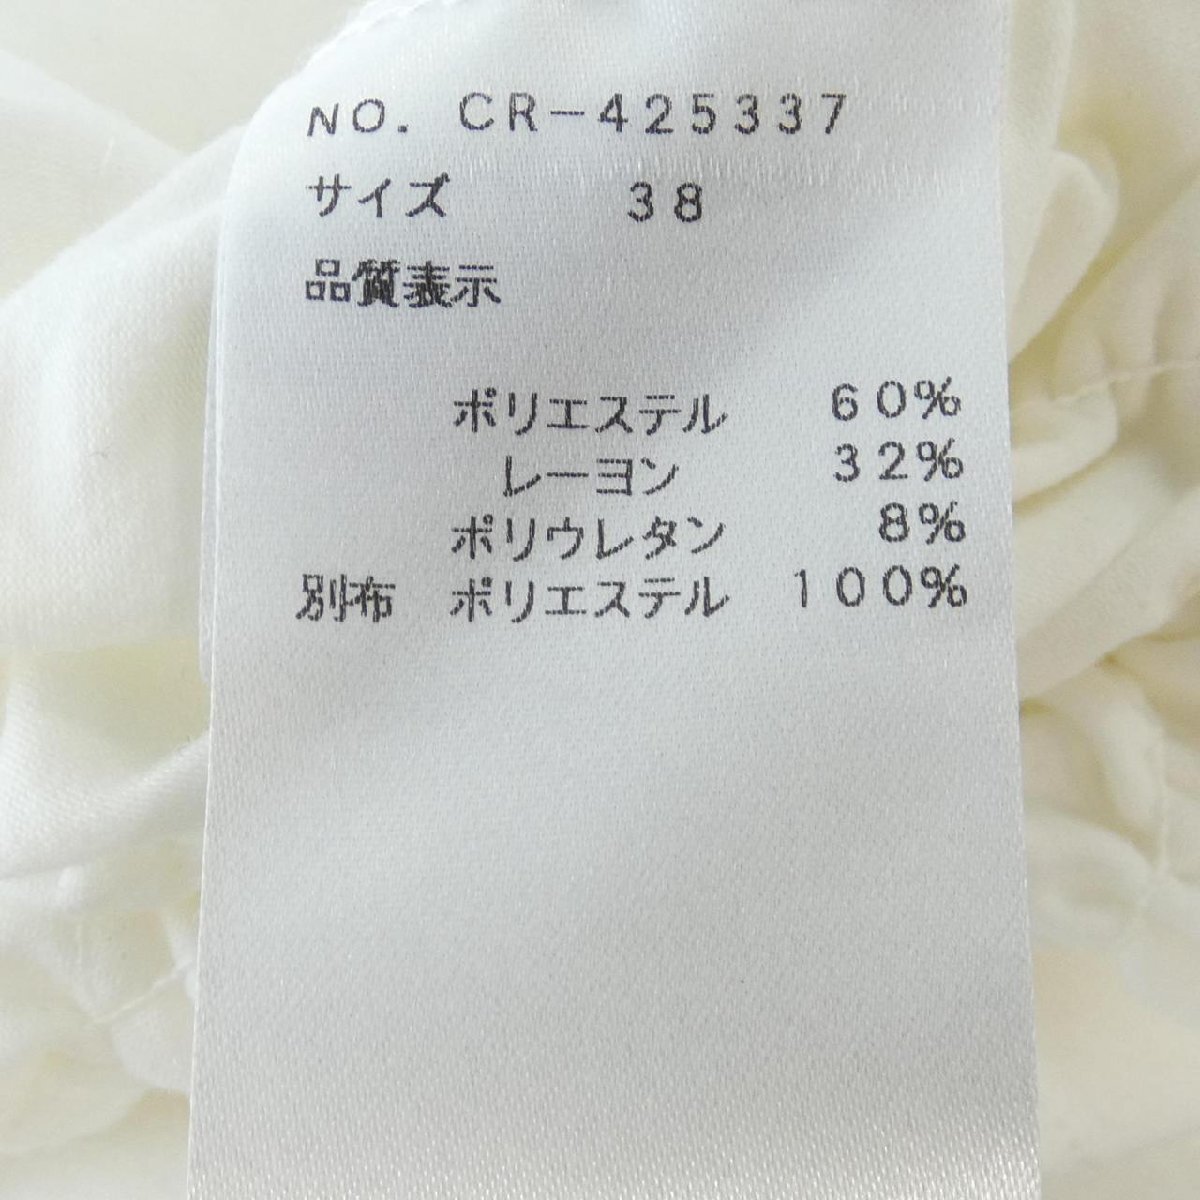 NO. CR-425337
サイズ 38
品質表示
ポリエステル 60%
レーヨン 32%
ポリウレタン 8%
別布 ポリエステル 100%